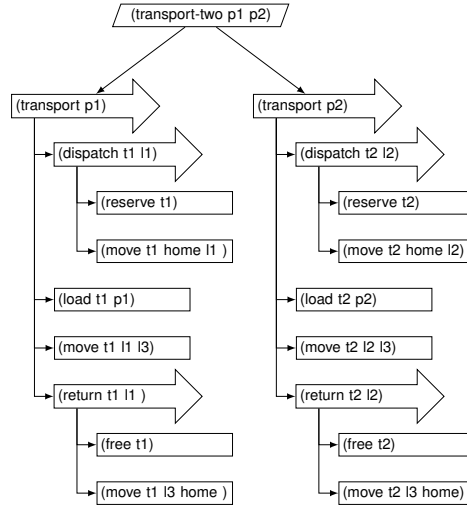 (transport-two p1 p2)
(transport p1)
(dispatch t1 l1)
(reserve t1)
(move t1 home l1 )
(load t1 p1)
(move t1 l1 l3)
(return t1 l1 )
(free t1)
(move t1 l3 home )
(transport p2)
(dispatch t2 l2)
(reserve t2)
(move t2 home l2)
(load t2 p2)
(move t2 l2 l3)
(return t2 l2)
(free t2)
(move t2 l3 home)